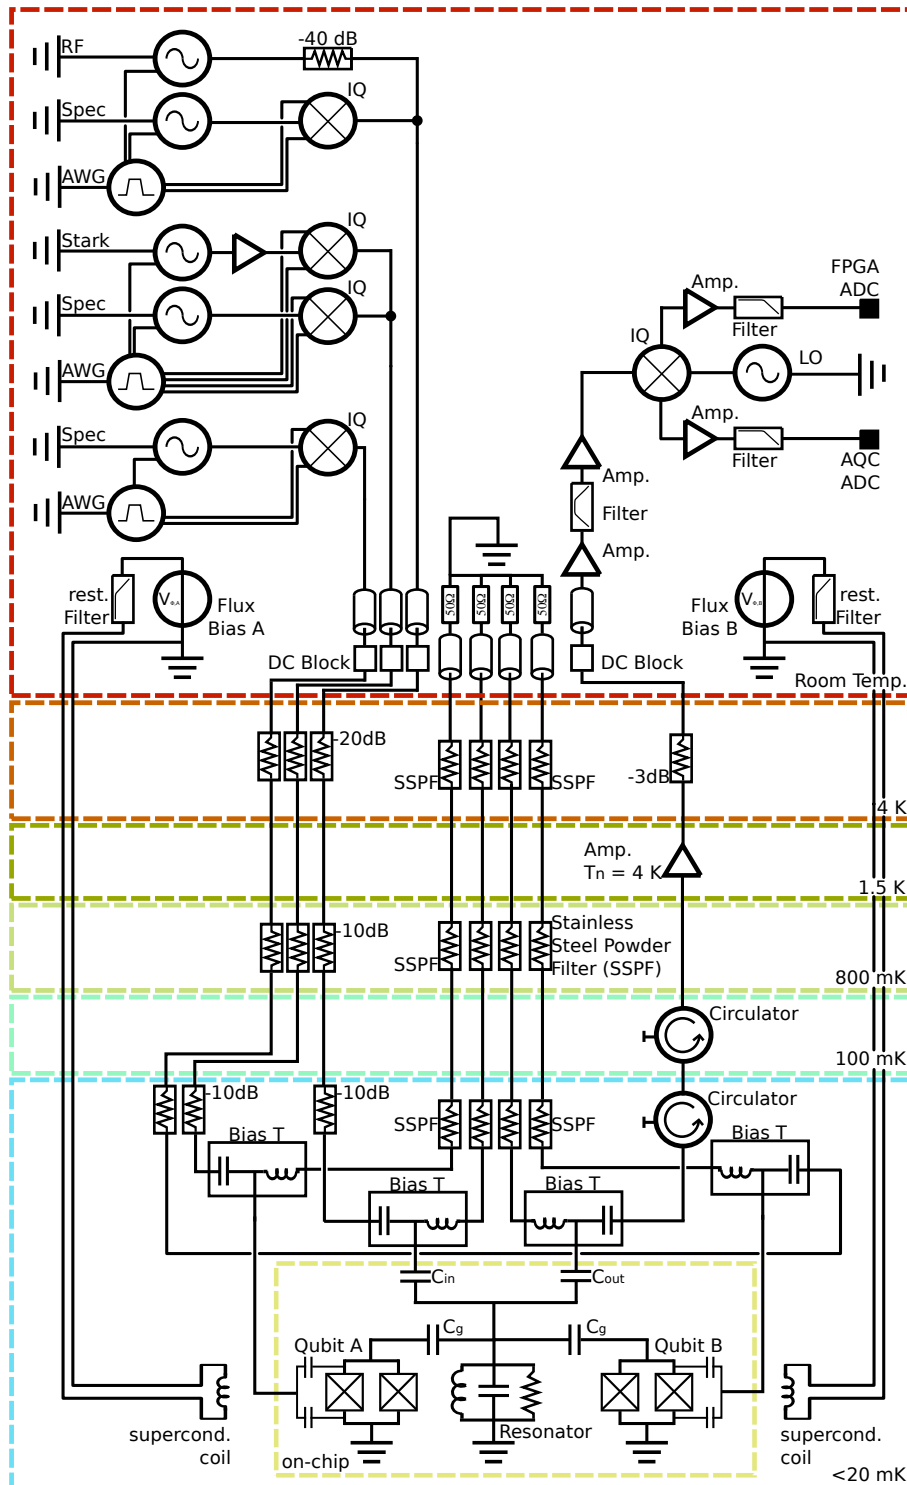 RF
-40 dB
Spec
IQ
AWG
Stark
IQ
Spec
IQ
AWG
Spec
IQ
AWG
FPGA
ADC
Amp.
Filter
IQ
LO
Amp.
Filter
AQC
ADC
Amp.
Filter
Amp.
rest.
Filter
VΦ,A
Flux
Bias A
50Ω
50Ω
50Ω
50Ω
Flux
Bias B
VΦ,B
rest.
Filter
DC Block
DC Block
Room Temp.
-20dB
SSPF
SSPF
-3dB
4 K
Amp.
Tn = 4 K
1.5 K
-10dB
SSPF
Stainless
Steel Powder
Filter (SSPF)
800 mK
Circulator
100 mK
-10dB
-10dB
SSPF
SSPF
Circulator
Bias T
Bias T
Bias T
Bias T
Cin
Cout
Cg
Cg
Qubit A
Qubit B
Resonator
supercond.
coil
on-chip
supercond.
coil
<20 mK